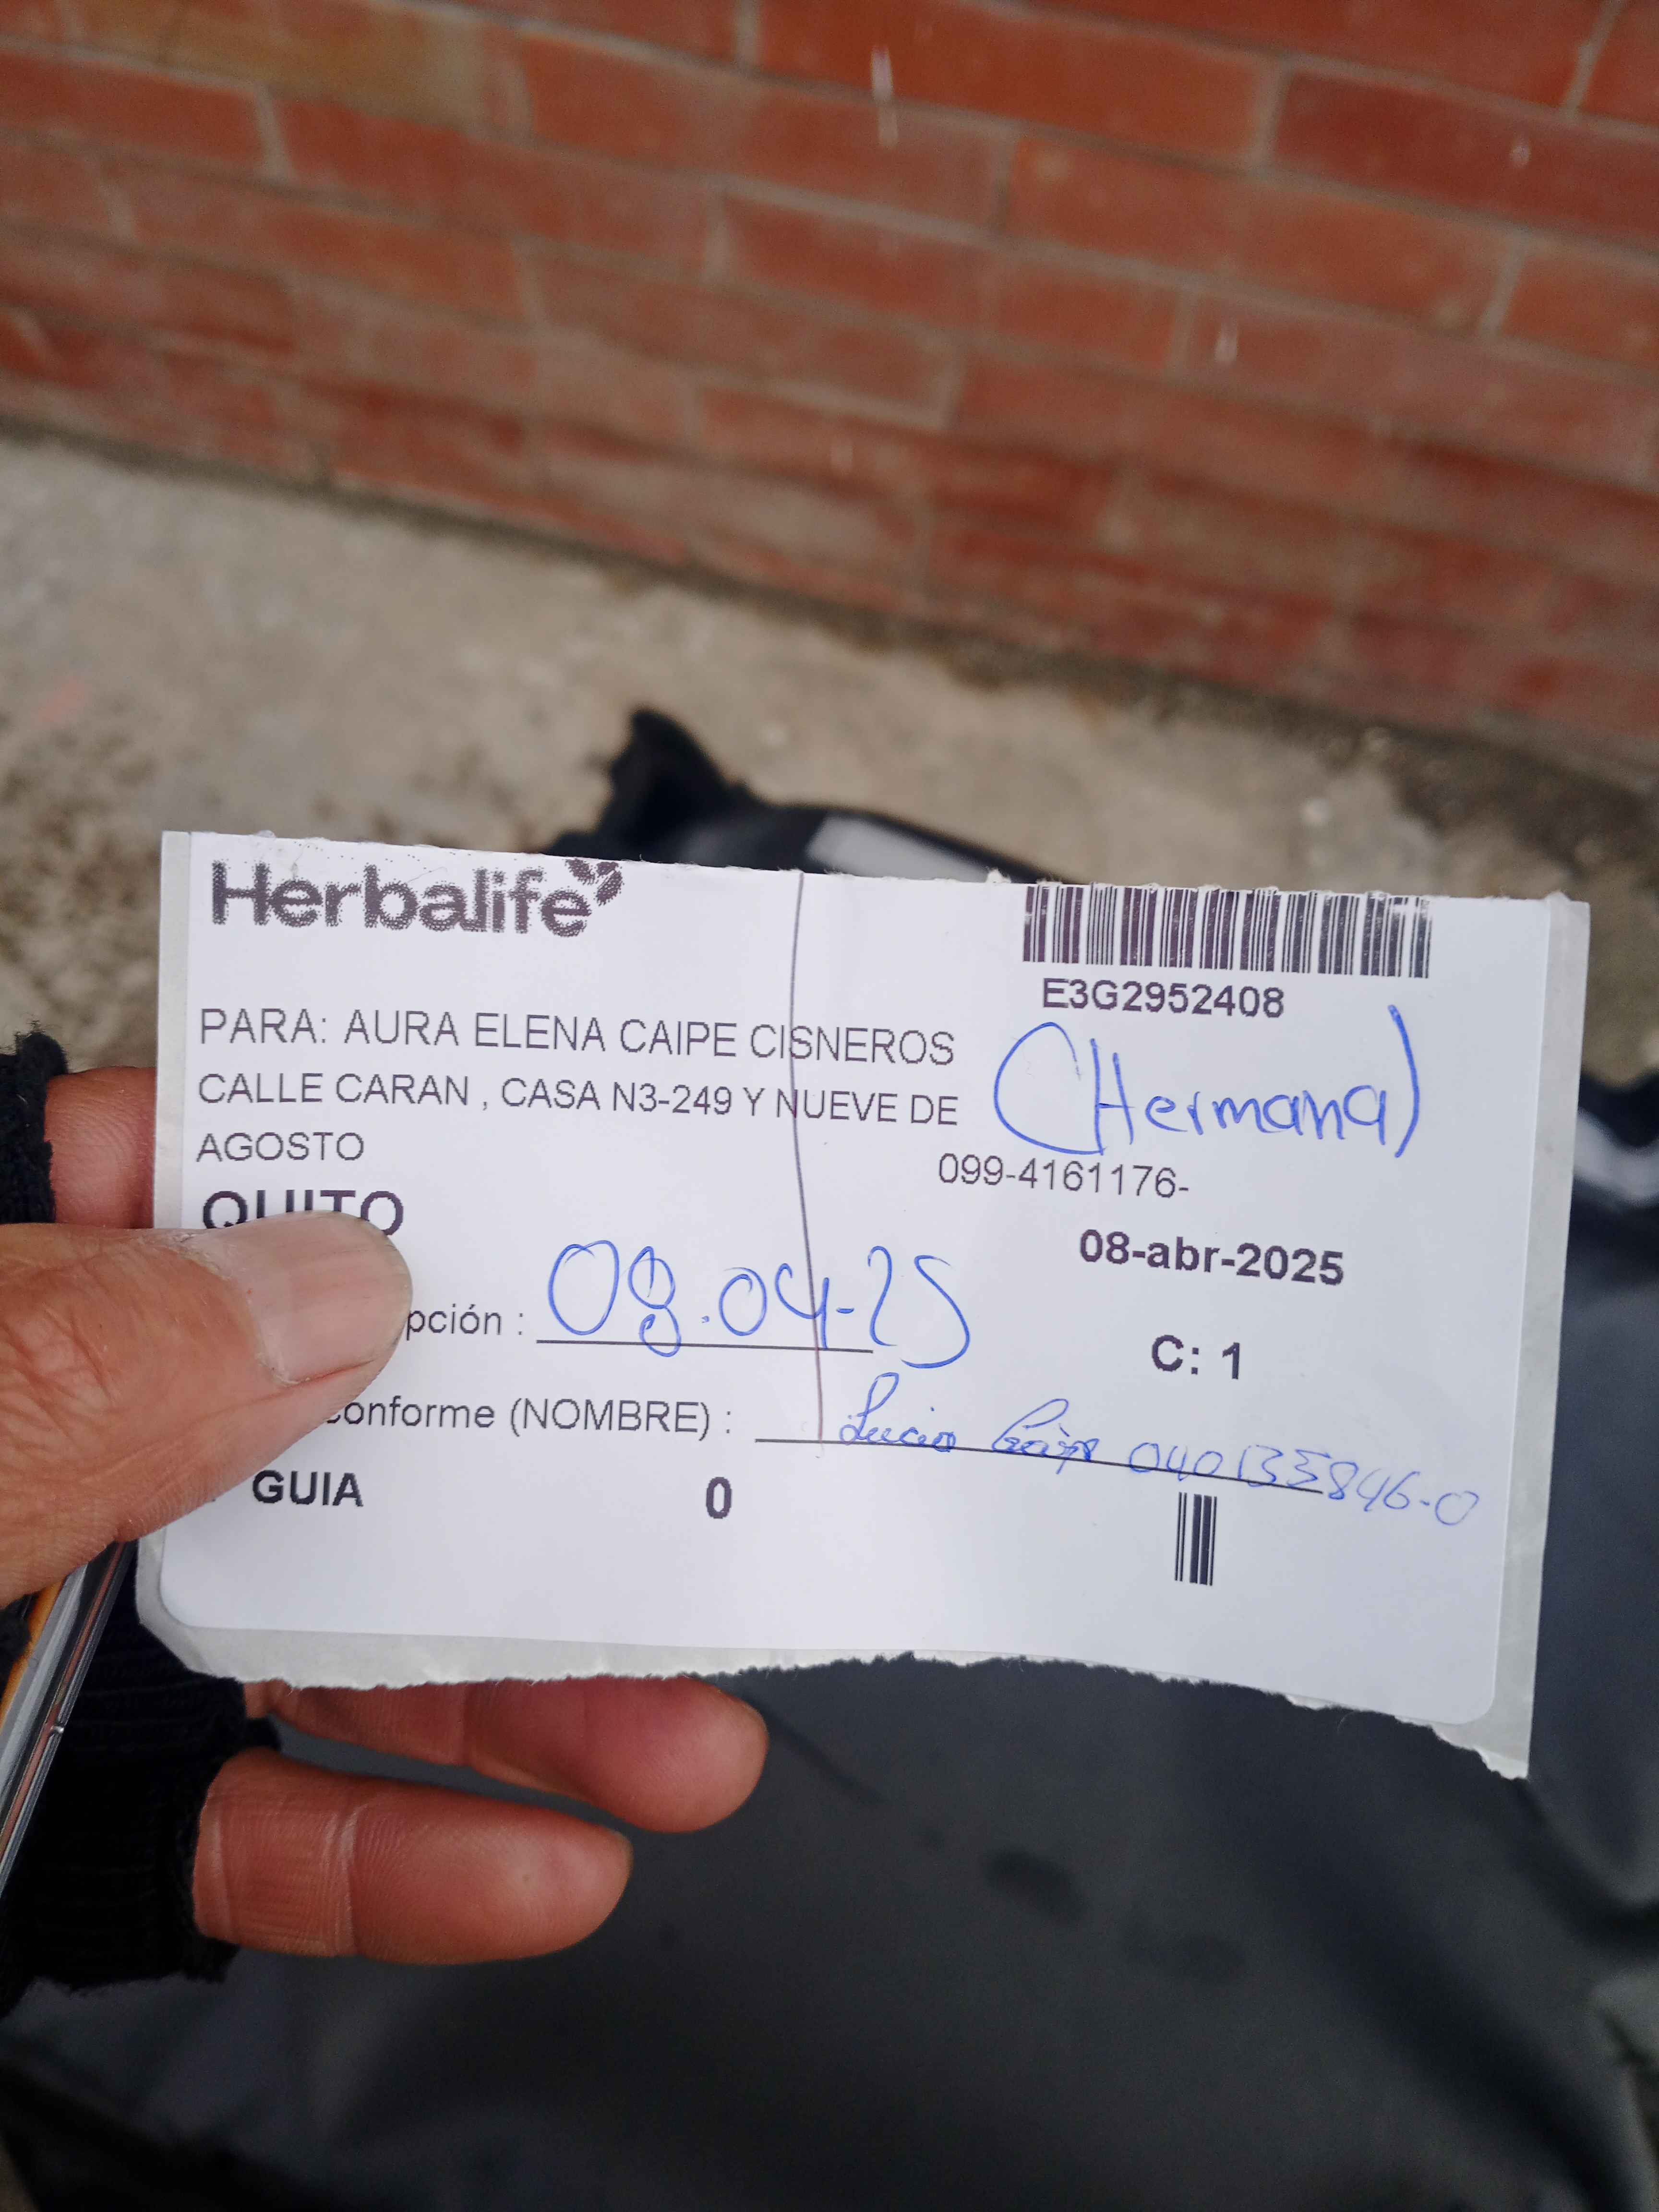 Herbalife
E3G2952408
PARA: AURA ELENA CAIPE CISNEROS
CALLE CARAN , CASA N3-249 Y NUEVE DE
AGOSTO
(Hermana)
099-4161176-
QUITO
08-abr-2025
pción : 08.04-25
C: 1
conforme (NOMBRE) : 040135846-0
GUIA 0